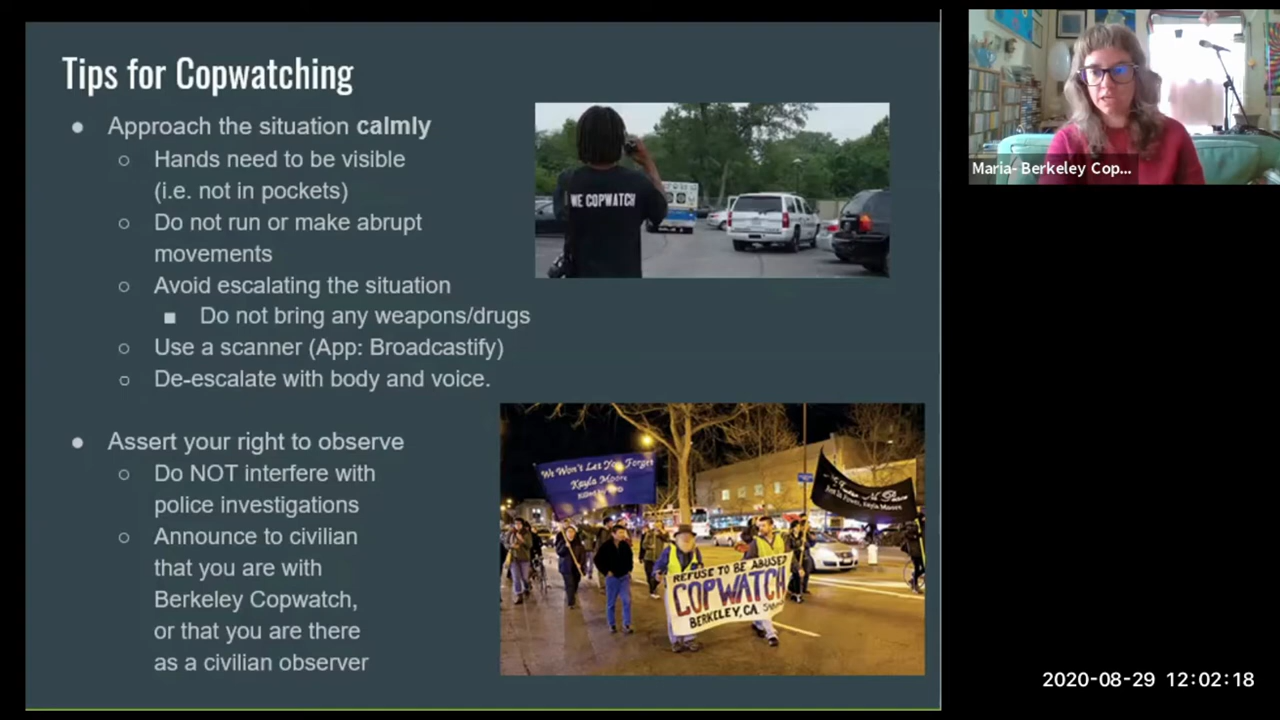 Tips for Copwatching
● Approach the situation calmly
○ Hands need to be visible
(i.e. not in pockets)
○ Do not run or make abrupt
movements
○ Avoid escalating the situation
■ Do not bring any weapons/drugs
○ Use a scanner (App: Broadcastify)
○ De-escalate with body and voice.
● Assert your right to observe
○ Do NOT interfere with
police investigations
○ Announce to civilian
that you are with
Berkeley Copwatch,
or that you are there
as a civilian observer
WE COPWATCH
We Won't Let You Forget
Kayla Moore
Killed by
REFUSE TO BE ABUSED
COPWATCH
BERKELEY, CA
Maria- Berkeley Cop...
2020-08-29 12:02:18